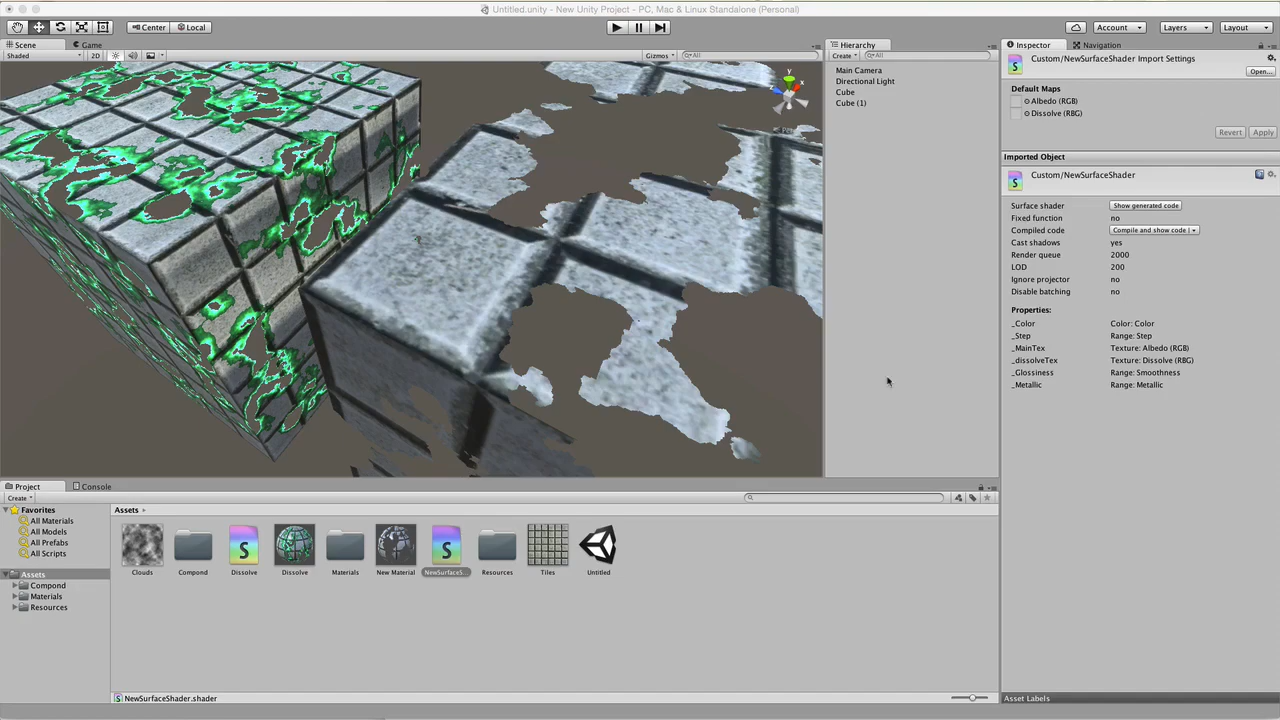 Untitled.unity - New Unity Project - PC, Mac & Linux Standalone (Personal)
Center Local Account Layers Layout
Scene Game
Shaded 2D Gizmos All
y
x
Hierarchy
Create All
Main Camera
Directional Light
Cube
Cube (1)
Inspector Navigation
Custom/NewSurfaceShader Import Settings
Open...
Default Maps
Albedo (RGB)
Dissolve (RBG)
Revert Apply
Imported Object
Custom/NewSurfaceShader
Surface shader Show generated code
Fixed function no
Compiled code Compile and show code
Cast shadows yes
Render queue 2000
LOD 200
Ignore projector no
Disable batching no
Properties:
_Color Color: Color
_Step Range: Step
_MainTex Texture: Albedo (RGB)
_dissolveTex Texture: Dissolve (RBG)
_Glossiness Range: Smoothness
_Metallic Range: Metallic
Project Console
Create
Favorites
All Materials
All Models
All Prefabs
All Scripts
Assets
Compond
Materials
Resources
Assets
Clouds Compond Dissolve Dissolve Materials New Material NewSurfaceS... Resources Tiles Untitled
NewSurfaceShader.shader
Asset Labels